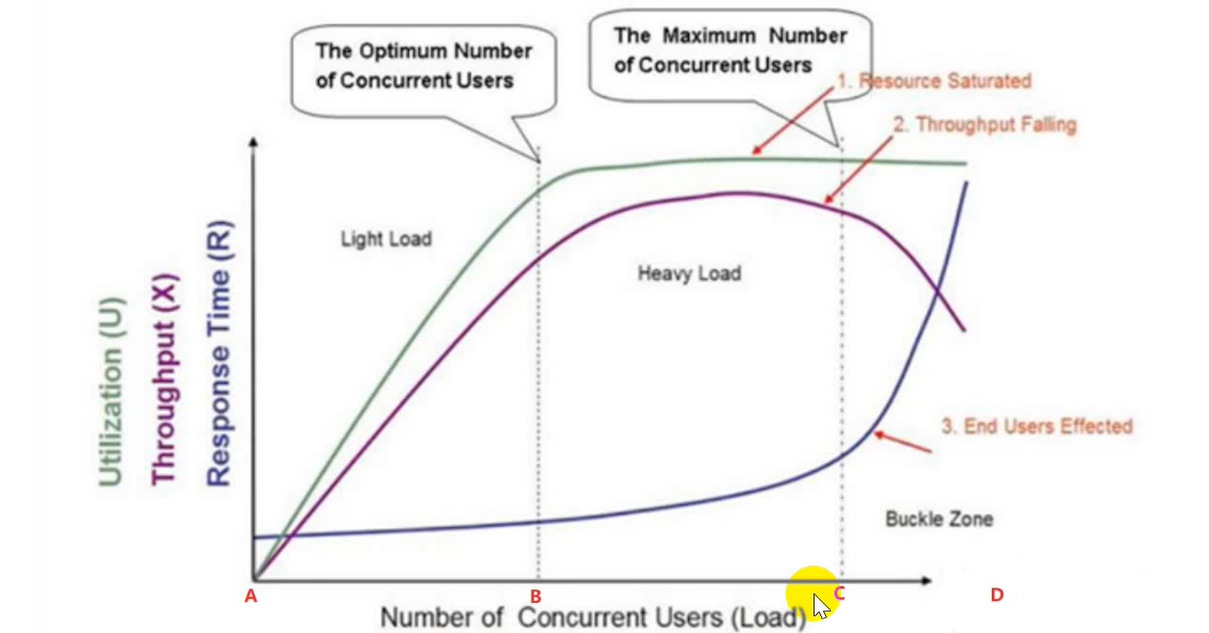 The Optimum Number
of Concurrent Users
The Maximum Number
of Concurrent Users
1. Resource Saturated
2. Throughput Falling
Light Load
Heavy Load
Utilization (U)
Throughput (X)
Response Time (R)
3. End Users Effected
Buckle Zone
A
B
C
D
Number of Concurrent Users (Load)